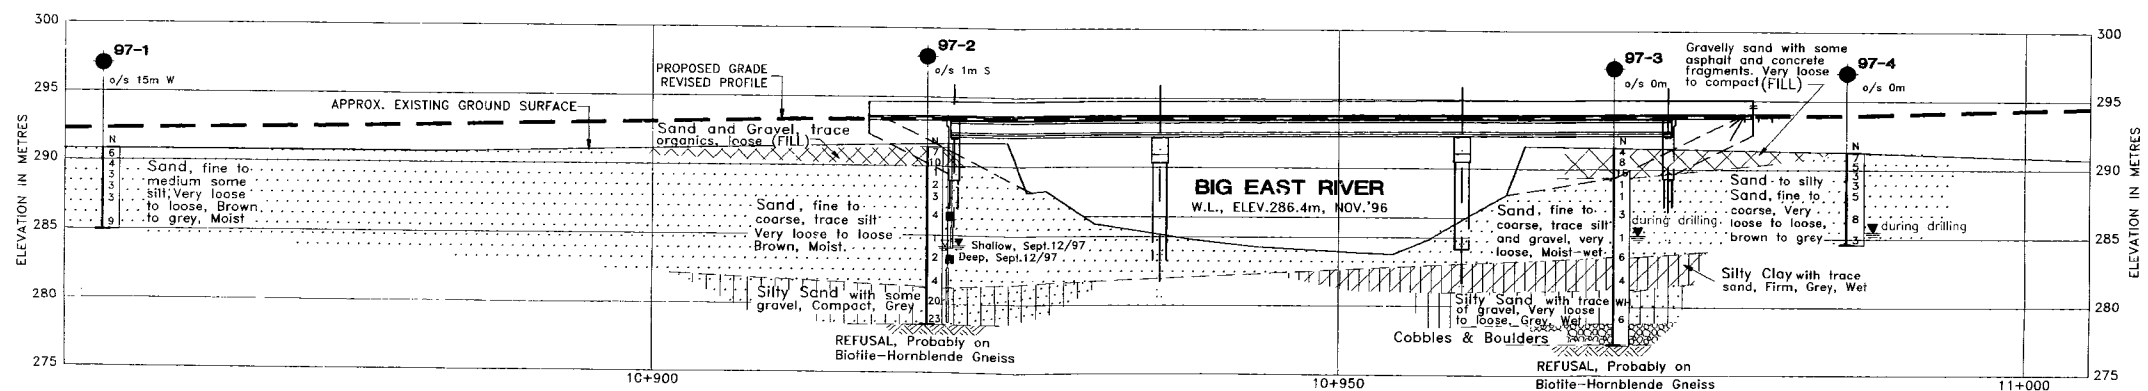 300
295
290
285
280
275
ELEVATION IN METRES
97-1
o/s 15m W
N
6
4
3
3
3
9
Sand, fine to
medium some
silt, Very loose
to loose, Brown
to grey, Moist
APPROX. EXISTING GROUND SURFACE
PROPOSED GRADE
REVISED PROFILE
Sand and Gravel, trace
organics, loose (FILL)
97-2
o/s 1m S
N
7
10
2
3
4
2
4
20
23
Sand, fine to
coarse, trace silt
Very loose to loose
Brown, Moist.
Shallow, Sept.12/97
Deep, Sept.12/97
Silty Sand with some
gravel, Compact, Grey
REFUSAL, Probably on
Biotite-Hornblende Gneiss
BIG EAST RIVER
W.L., ELEV.286.4m, NOV.'96
97-3
o/s 0m
N
4
8
1
3
1
6
4
WH
6
Sand, fine to
coarse, trace silt
and gravel, very
loose, Moist-wet
during drilling
Silty Sand with trace
of gravel, Very loose
to loose, Grey, Wet
Cobbles & Boulders
REFUSAL, Probably on
Biotite-Hornblende Gneiss
Gravelly sand with some
asphalt and concrete
fragments. Very loose
to compact(FILL)
97-4
o/s 0m
N
7
5
3
3
5
8
3
Sand to silty
Sand, fine to
coarse, Very
loose to loose,
brown to grey
during drilling
Silty Clay with trace
sand, Firm, Grey, Wet
300
295
290
285
280
275
ELEVATION IN METRES
10+900
10+950
11+000